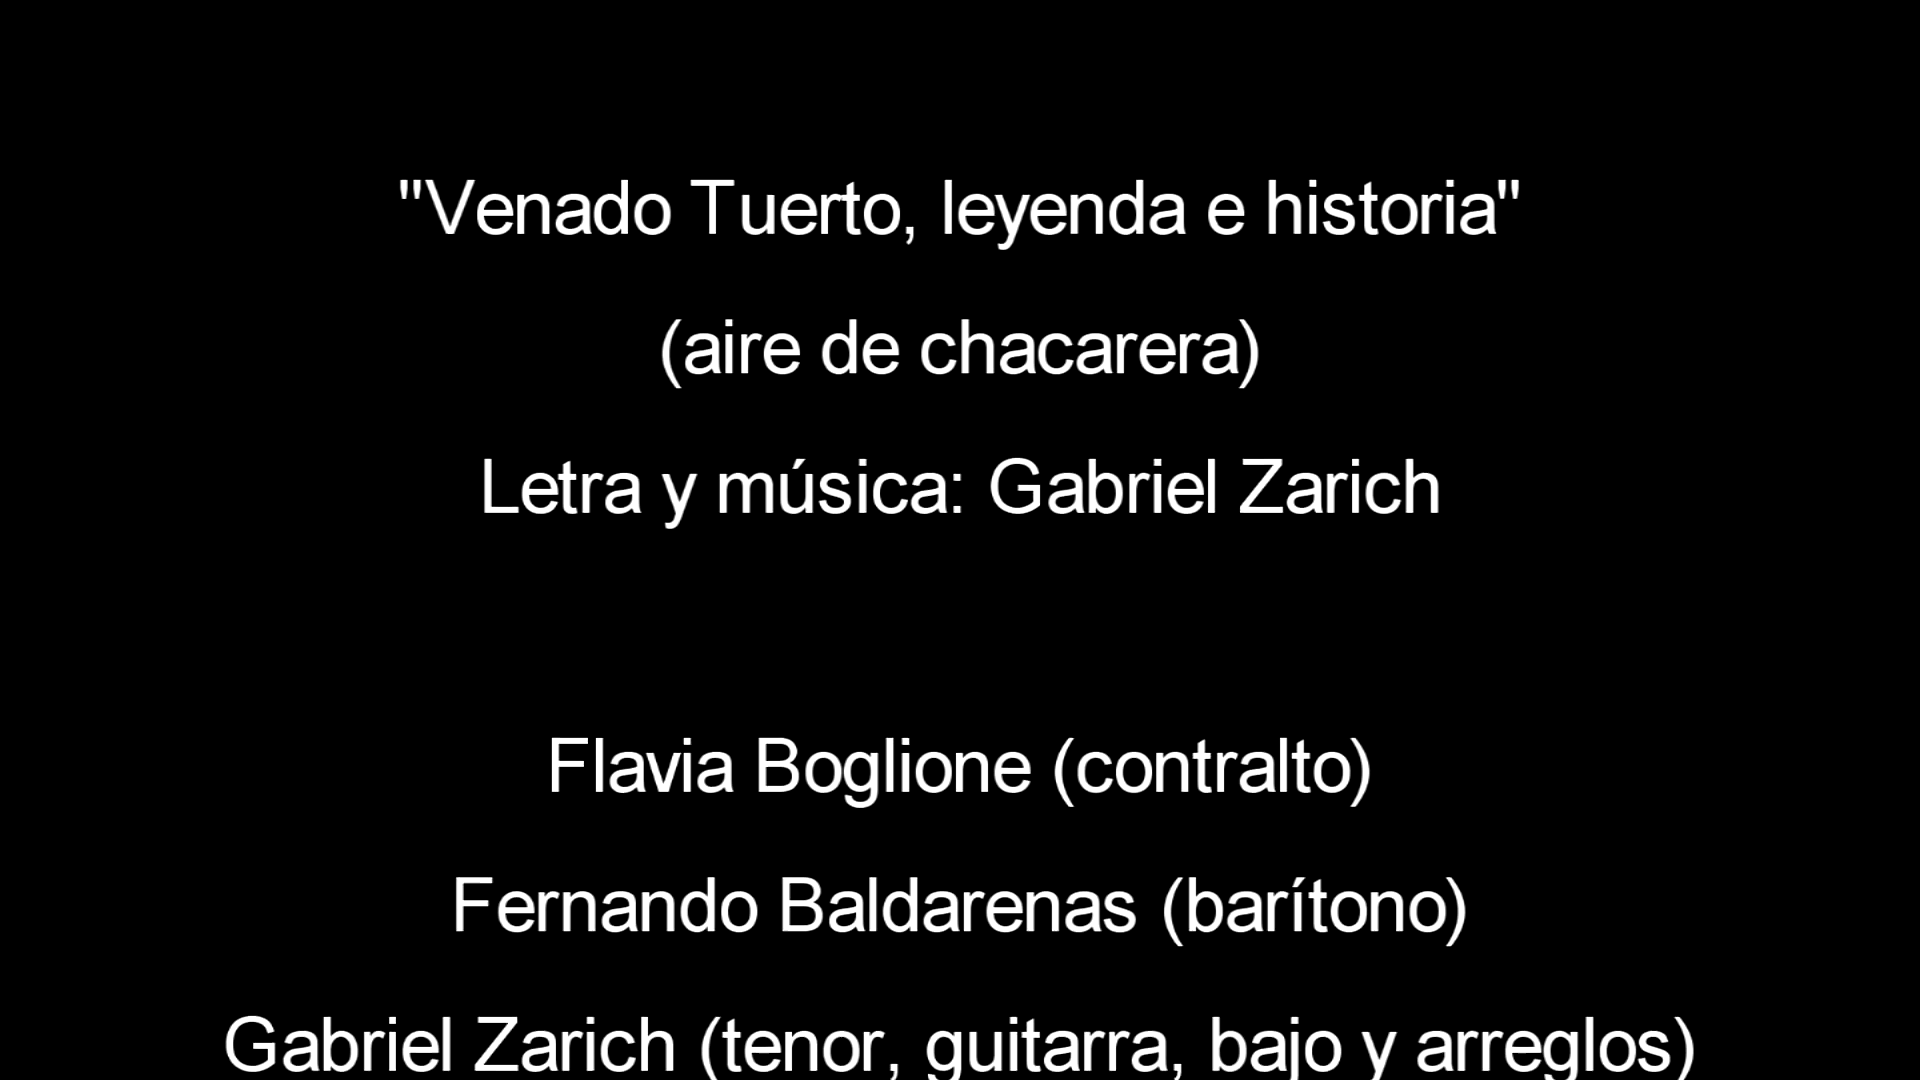 "Venado Tuerto, leyenda e historia"
(aire de chacarera)
Letra y música: Gabriel Zarich
Flavia Boglione (contralto)
Fernando Baldarenas (barítono)
Gabriel Zarich (tenor, guitarra, bajo y arreglos)